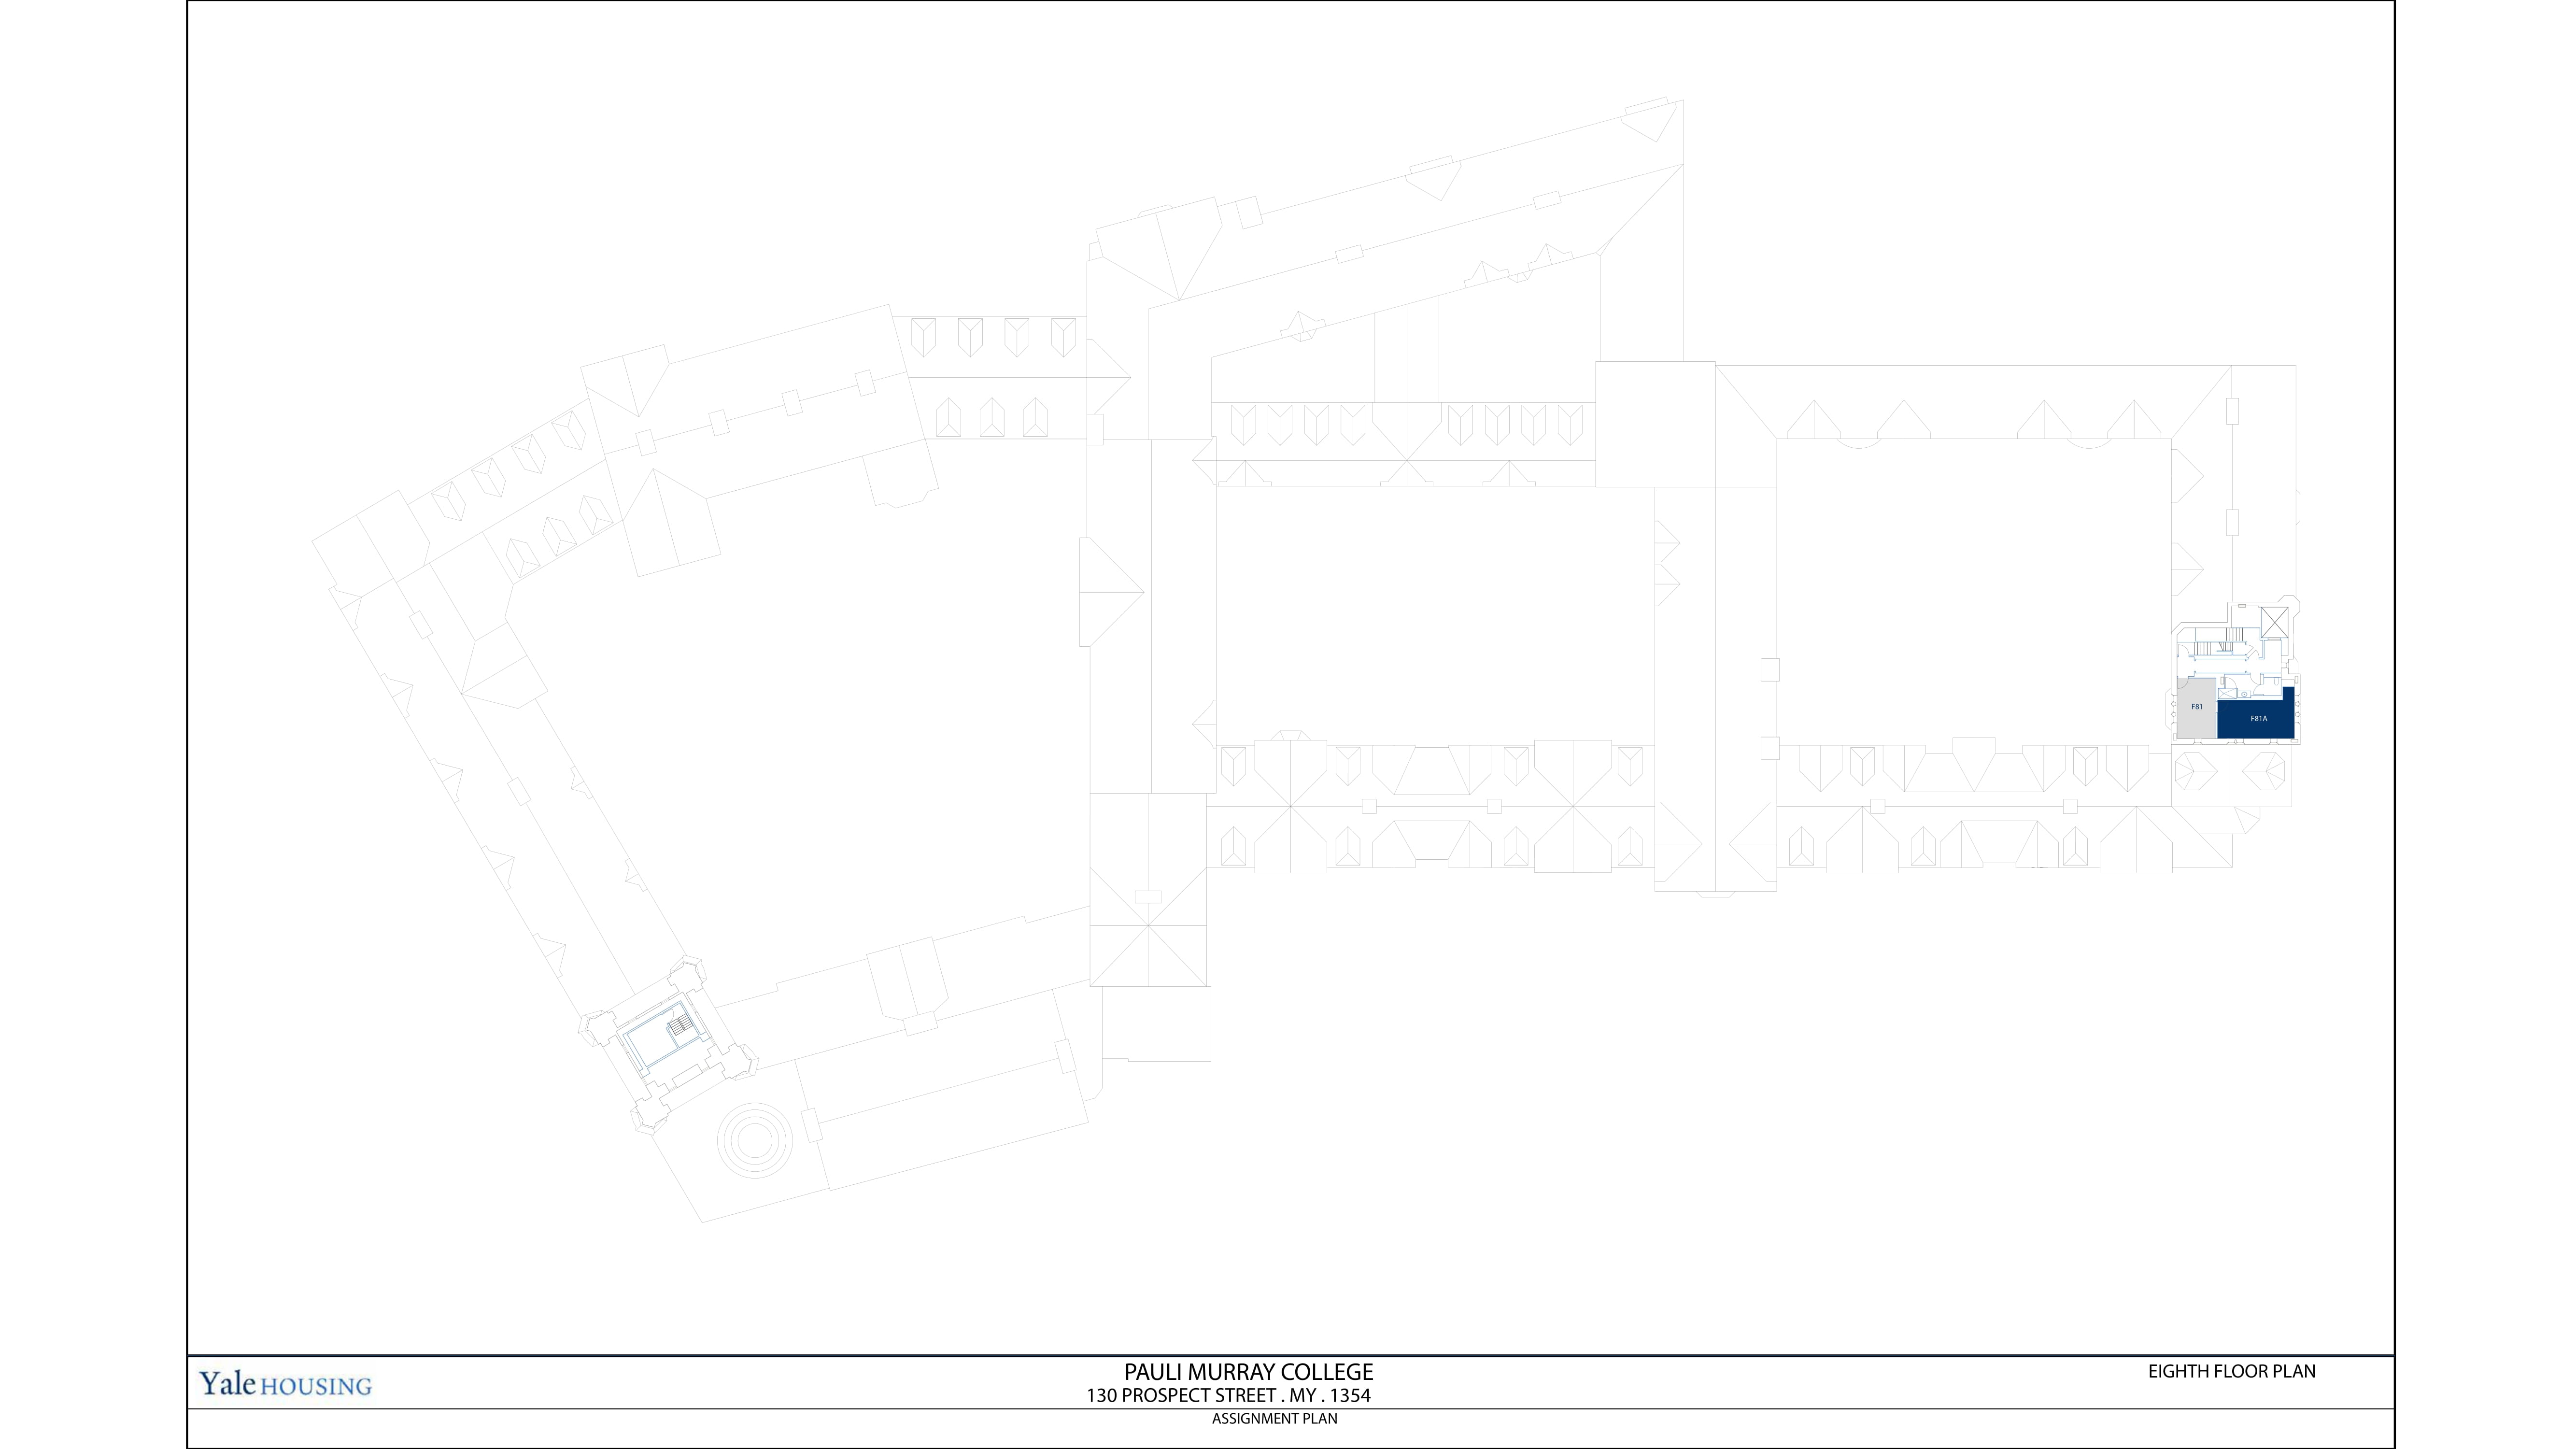 F81
F81A
Yale HOUSING
PAULI MURRAY COLLEGE
130 PROSPECT STREET . MY . 1354
ASSIGNMENT PLAN
EIGHTH FLOOR PLAN